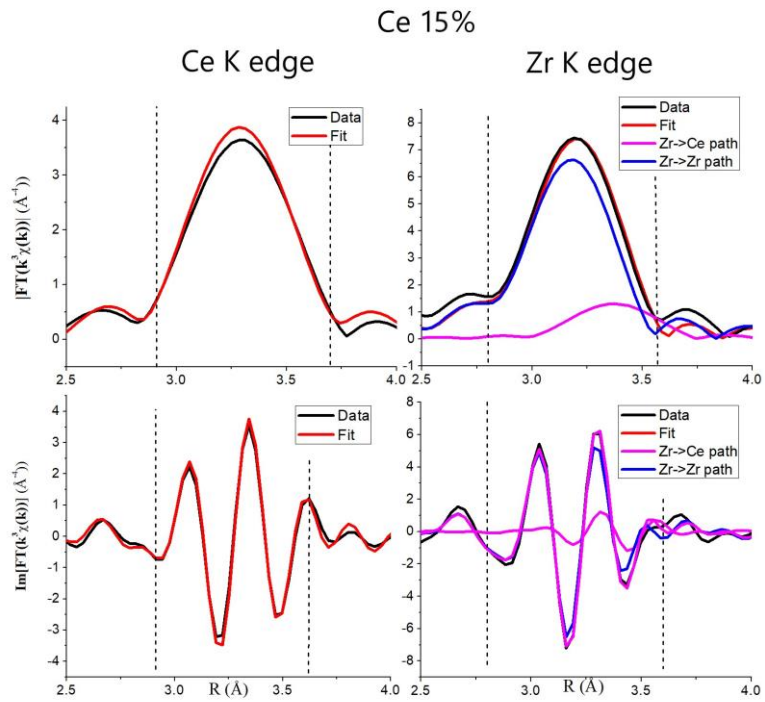 Ce 15%
Ce K edge
Zr K edge
|FT(k³χ(k))| (Å⁻¹)
4
3
2
1
0
Data
Fit
2.5 3.0 3.5 4.0
8
7
6
5
4
3
2
1
0
-1
Data
Fit
Zr->Ce path
Zr->Zr path
2.5 3.0 3.5 4.0
Im[FT(k³χ(k))] (Å⁻¹)
4
3
2
1
0
-1
-2
-3
-4
Data
Fit
2.5 3.0 3.5 4.0
R (Å)
8
6
4
2
0
-2
-4
-6
-8
Data
Fit
Zr->Ce path
Zr->Zr path
2.5 3.0 3.5 4.0
R (Å)